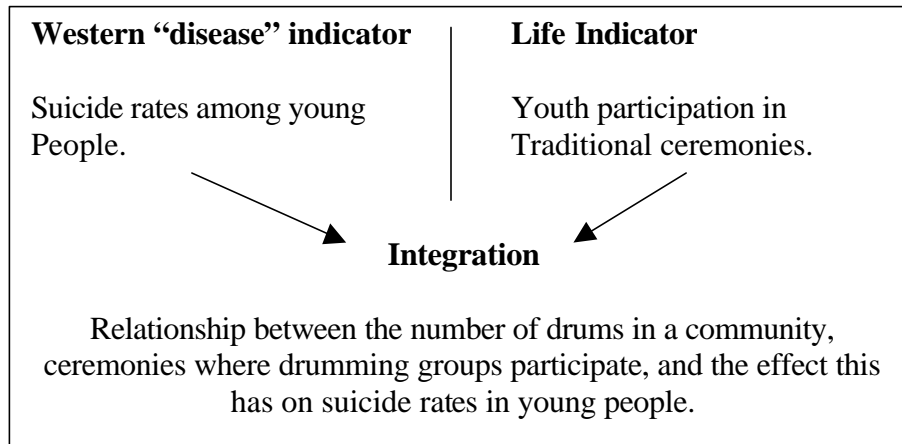 Western “disease” indicator
Life Indicator
Suicide rates among young
People.
Youth participation in
Traditional ceremonies.
Integration
Relationship between the number of drums in a community,
ceremonies where drumming groups participate, and the effect this
has on suicide rates in young people.